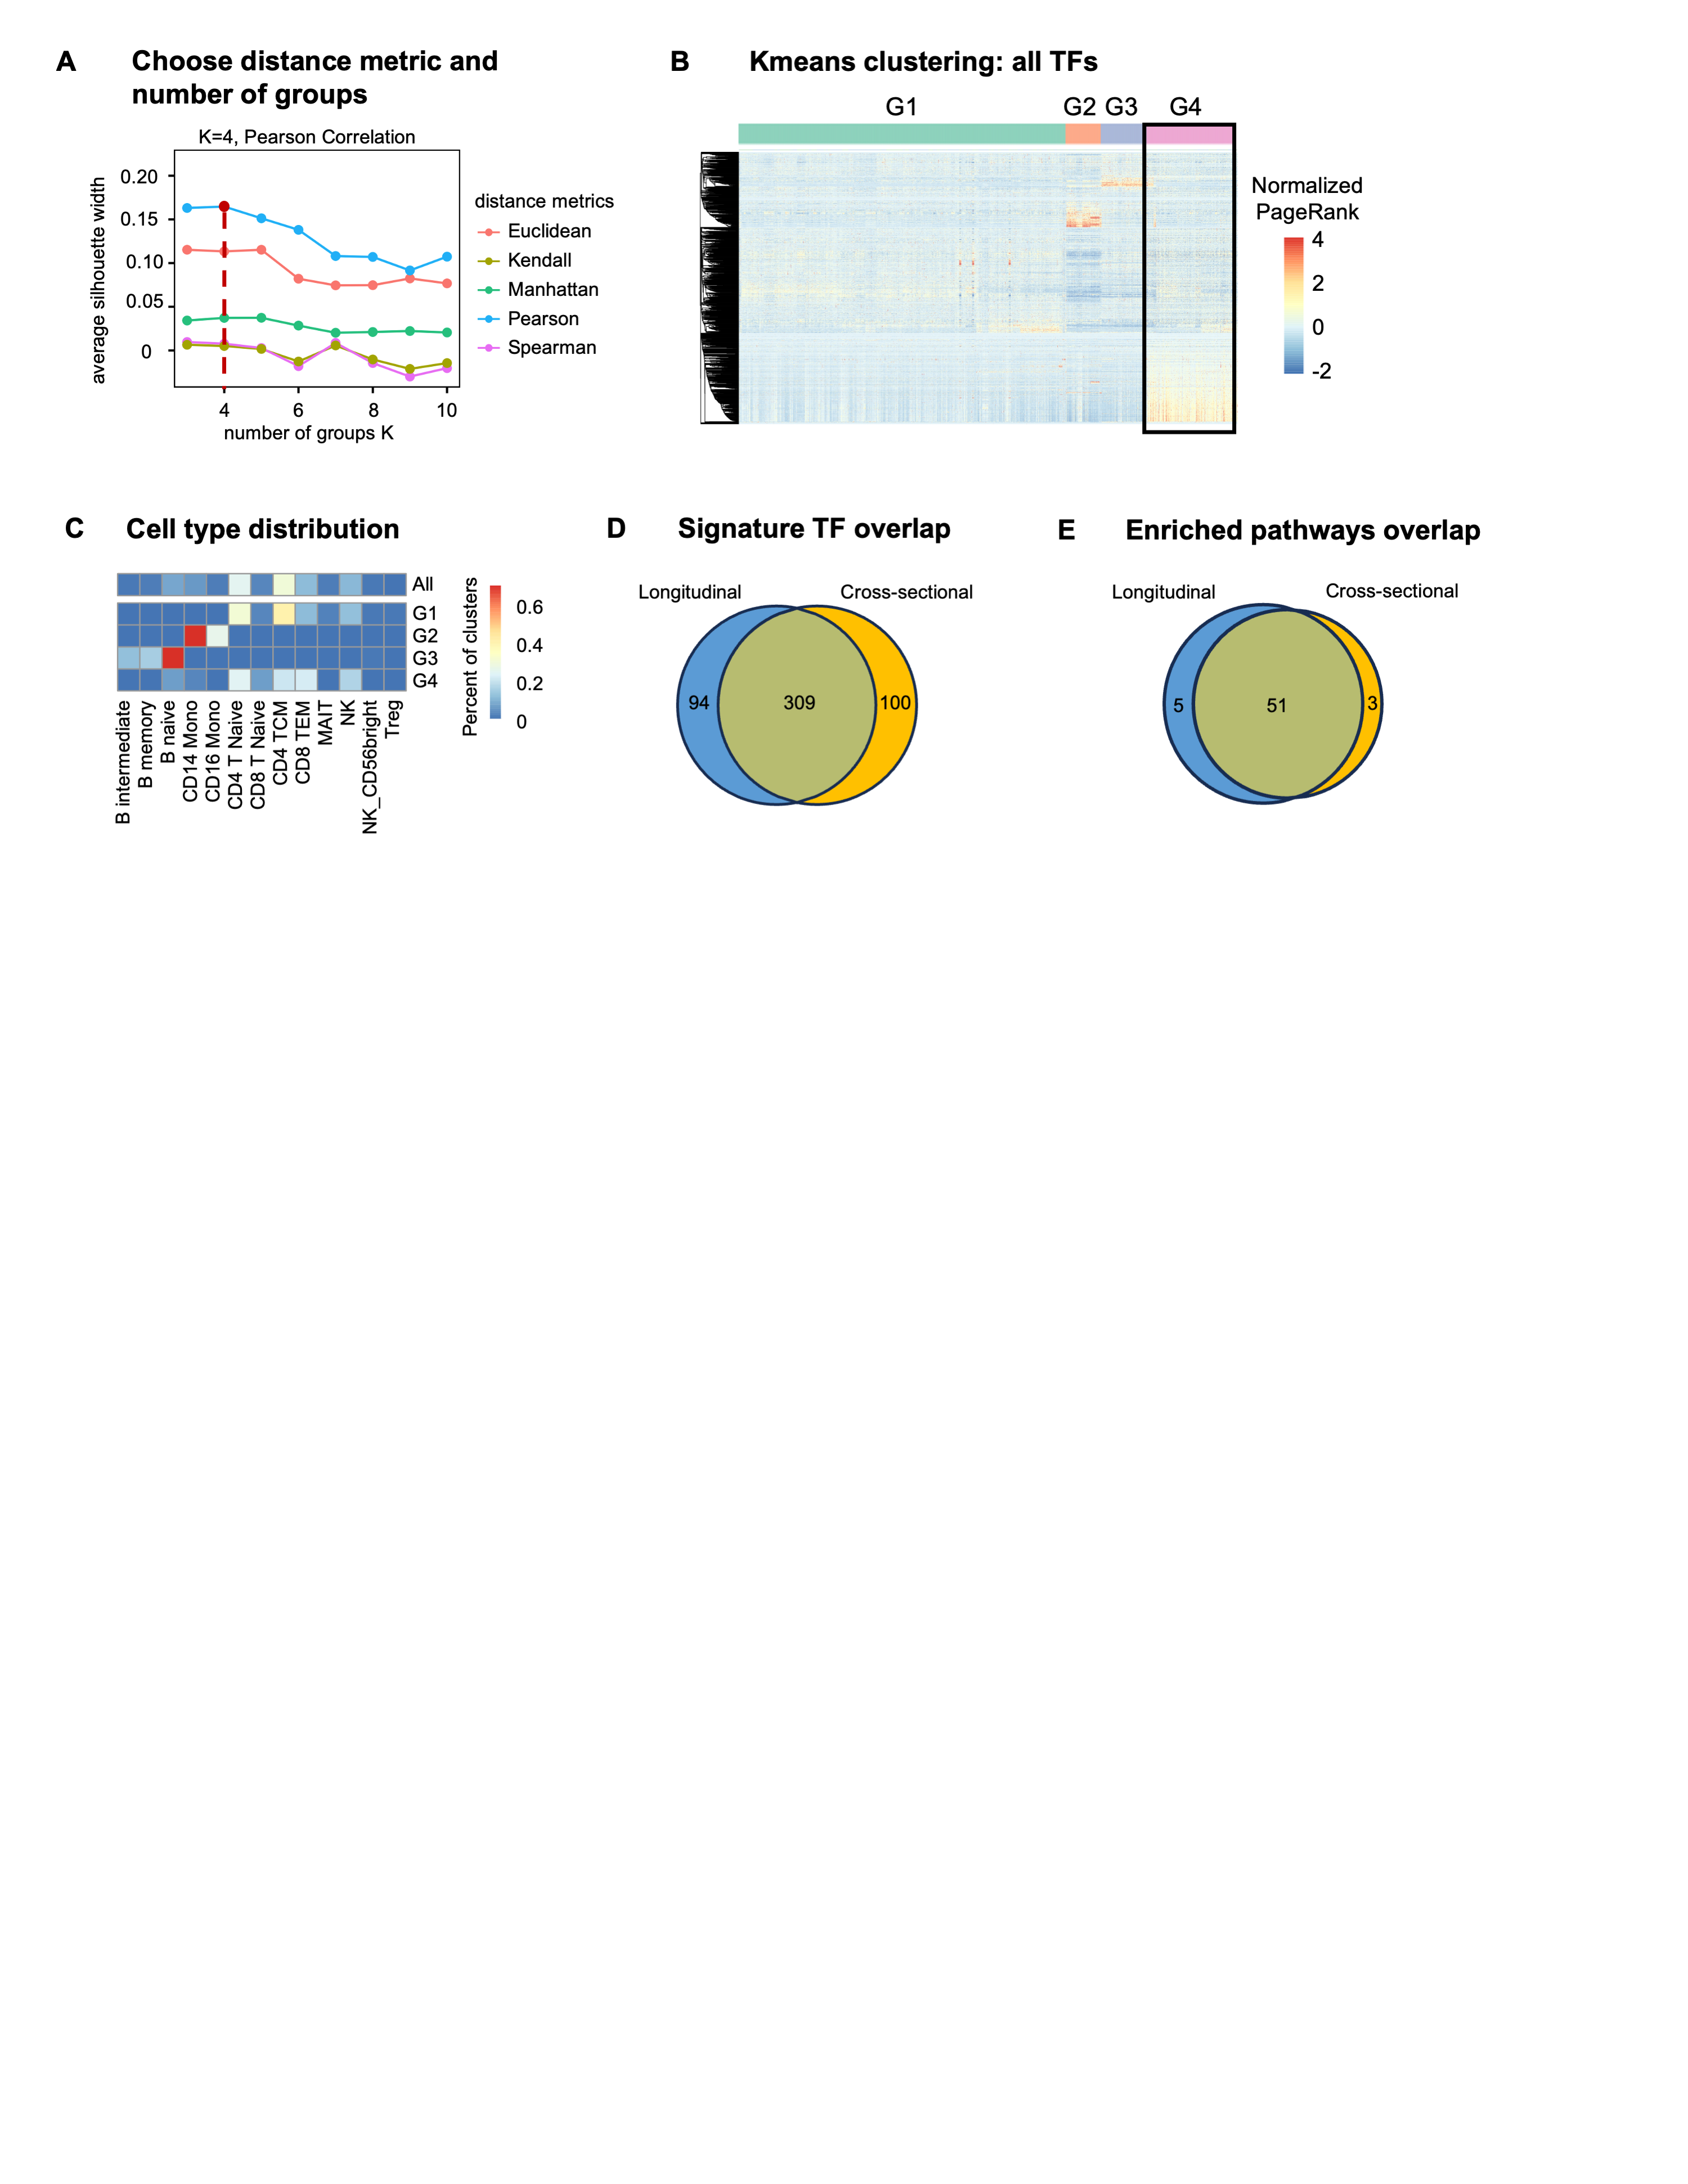 A
Choose distance metric and
number of groups
K=4, Pearson Correlation
average silhouette width
0.20
0.15
0.10
0.05
0
4
6
8
10
number of groups K
distance metrics
Euclidean
Kendall
Manhattan
Pearson
Spearman
B
Kmeans clustering: all TFs
G1
G2
G3
G4
Normalized
PageRank
4
2
0
-2
C
Cell type distribution
All
G1
G2
G3
G4
B intermediate
B memory
B naive
CD14 Mono
CD16 Mono
CD4 T Naive
CD8 T Naive
CD4 TCM
CD8 TEM
MAIT
NK
NK_CD56bright
Treg
Percent of clusters
0.6
0.4
0.2
0
D
Signature TF overlap
Longitudinal
Cross-sectional
94
309
100
E
Enriched pathways overlap
Longitudinal
Cross-sectional
5
51
3